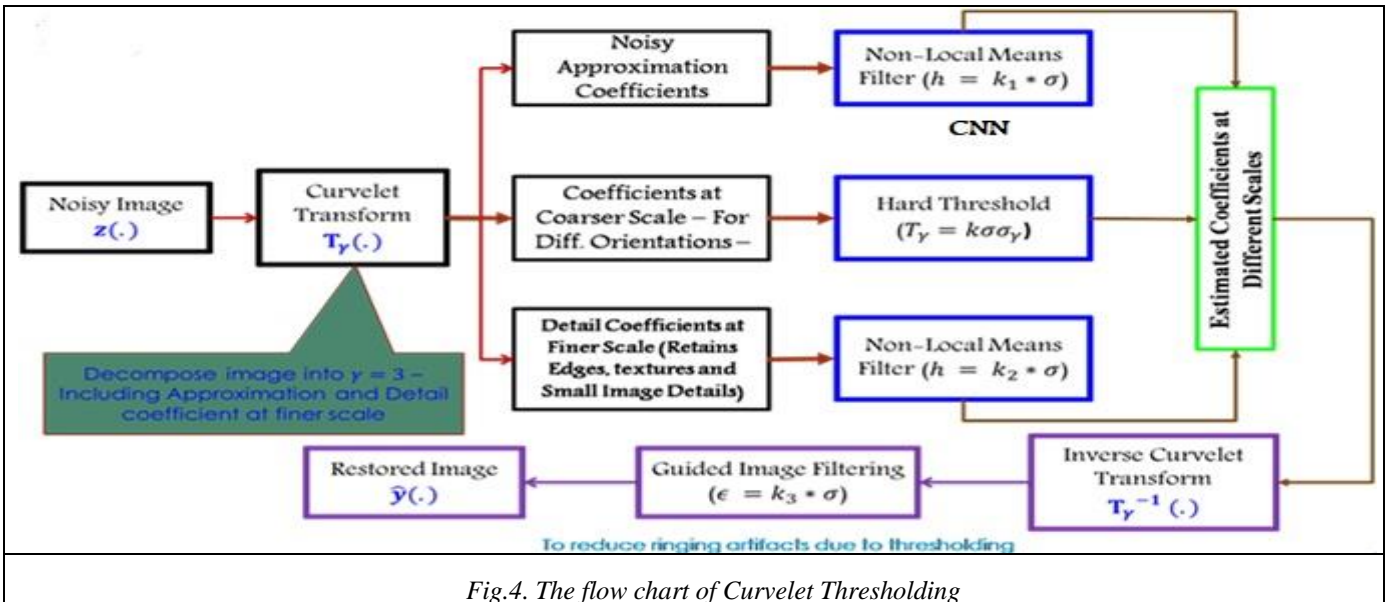 Noisy
Approximation
Coefficients
Non-Local Means
Filter (h = k₁ * σ)
CNN
Noisy Image
z(.)
Curvelet
Transform
Tᵧ(.)
Coefficients at
Coarser Scale – For
Diff. Orientations –
Hard Threshold
(Tᵧ = kσσᵧ)
Estimated Coefficients at
Different Scales
Detail Coefficients at
Finer Scale (Retains
Edges, textures and
Small Image Details)
Non-Local Means
Filter (h = k₂ * σ)
Decompose image into γ = 3 –
Including Approximation and Detail
coefficient at finer scale
Restored Image
ŷ(.)
Guided Image Filtering
(ϵ = k₃ * σ)
Inverse Curvelet
Transform
Tᵧ⁻¹ (.)
To reduce ringing artifacts due to thresholding
Fig.4. The flow chart of Curvelet Thresholding